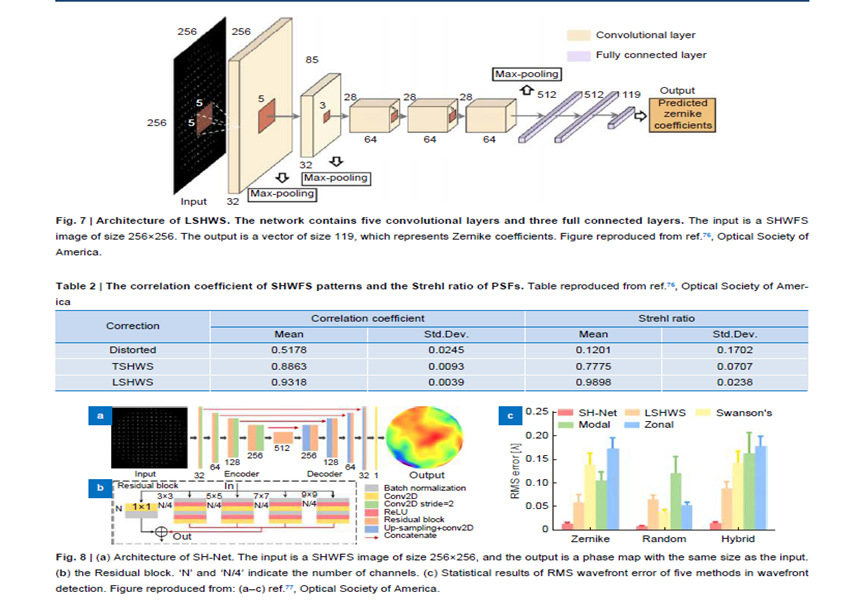 256
256
85
Convolutional layer
Fully connected layer
Max-pooling
5
5
5
3
28
28
28
512
512
119
Output
256
Predicted
zernike
coefficients
64
64
64
32
Max-pooling
Input
32
Max-pooling
Fig. 7 | Architecture of LSHWS. The network contains five convolutional layers and three full connected layers. The input is a SHWFS
image of size 256×256. The output is a vector of size 119, which represents Zernike coefficients. Figure reproduced from ref.76, Optical Society of
America.
Table 2 | The correlation coefficient of SHWFS patterns and the Strehl ratio of PSFs. Table reproduced from ref.76, Optical Society of Amer-
ica
Correction Correlation coefficient Strehl ratio
Mean Std.Dev. Mean Std.Dev.
Distorted 0.5178 0.0245 0.1201 0.1702
TSHWS 0.8863 0.0093 0.7775 0.0707
LSHWS 0.9318 0.0039 0.9898 0.0238
a
Input
32
64
128
256
512
256
128
64
32
1
Encoder
Decoder
Output
b
Residual block
In
N
1×1
3×3
N/4
5×5
N/4
7×7
N/4
9×9
N/4
Out
Batch normalization
Conv2D
Conv2D stride=2
ReLU
Residual block
Up-sampling+conv2D
Concatenate
c
RMS error [λ]
0.25
0.20
0.15
0.10
0.05
0
SH-Net LSHWS Swanson's
Modal Zonal
Zernike Random Hybrid
Fig. 8 | (a) Architecture of SH-Net. The input is a SHWFS image of size 256×256, and the output is a phase map with the same size as the input.
(b) the Residual block. 'N' and 'N/4' indicate the number of channels. (c) Statistical results of RMS wavefront error of five methods in wavefront
detection. Figure reproduced from: (a–c) ref.77, Optical Society of America.